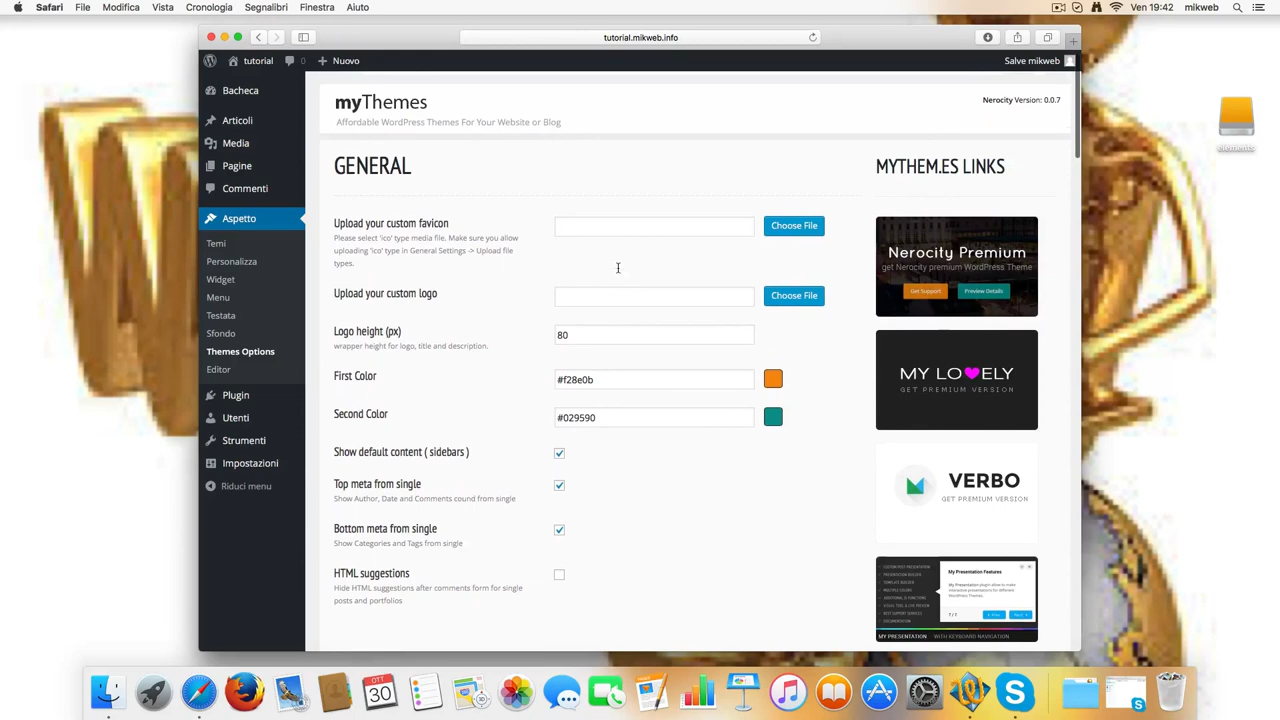 Safari File Modifica Vista Cronologia Segnalibri Finestra Aiuto Ven 19:42 mikweb
tutorial.mikweb.info
tutorial 0 Nuovo Salve mikweb
Bacheca
Articoli
Media
Pagine
Commenti
Aspetto
Temi
Personalizza
Widget
Menu
Testata
Sfondo
Themes Options
Editor
Plugin
Utenti
Strumenti
Impostazioni
Riduci menu
myThemes
Affordable WordPress Themes For Your Website or Blog
Nerocity Version: 0.0.7
GENERAL
Upload your custom favicon
Please select 'ico' type media file. Make sure you allow
uploading 'ico' type in General Settings -> Upload file
types.
Choose File
Upload your custom logo
Choose File
Logo height (px)
wrapper height for logo, title and description.
80
First Color
#f28e0b
Second Color
#029590
Show default content ( sidebars )
Top meta from single
Show Author, Date and Comments cound from single
Bottom meta from single
Show Categories and Tags from single
HTML suggestions
Hide HTML suggestions after comments form for single
posts and portfolios
MYTHEM.ES LINKS
Nerocity Premium
get Nerocity premium WordPress Theme
Get Support Preview Details
MY LOVELY
GET PREMIUM VERSION
VERBO
GET PREMIUM VERSION
My Presentation Features
MY PRESENTATION WITH KEYBOARD NAVIGATION
elements
OTT
30